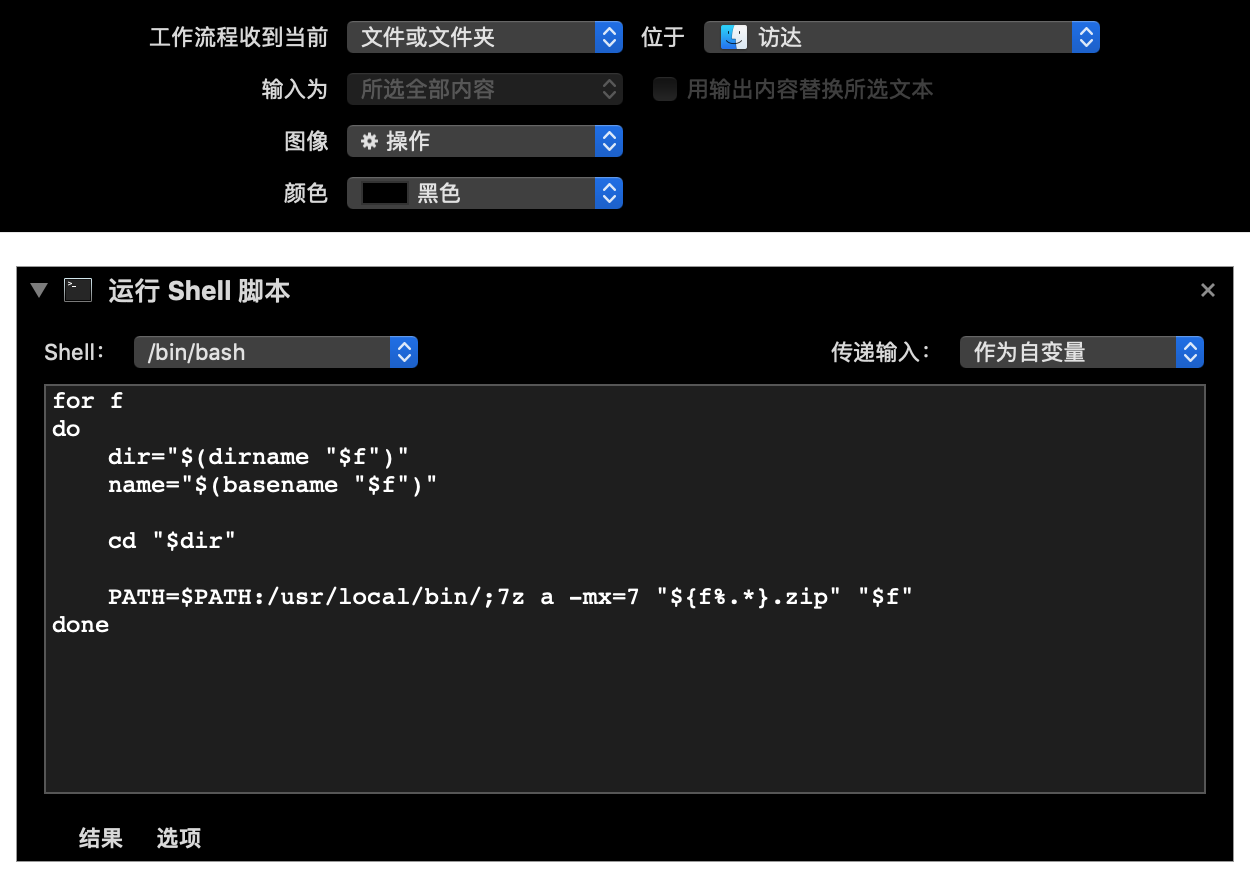 工作流程收到当前 文件或文件夹 位于 访达
输入为 所选全部内容 用输出内容替换所选文本
图像 操作
颜色 黑色
运行 Shell 脚本
Shell: /bin/bash 传递输入: 作为自变量
for f
do
    dir="$(dirname "$f")"
    name="$(basename "$f")"
    cd "$dir"
    PATH=$PATH:/usr/local/bin/;7z a -mx=7 "${f%.*}.zip" "$f"
done
结果 选项